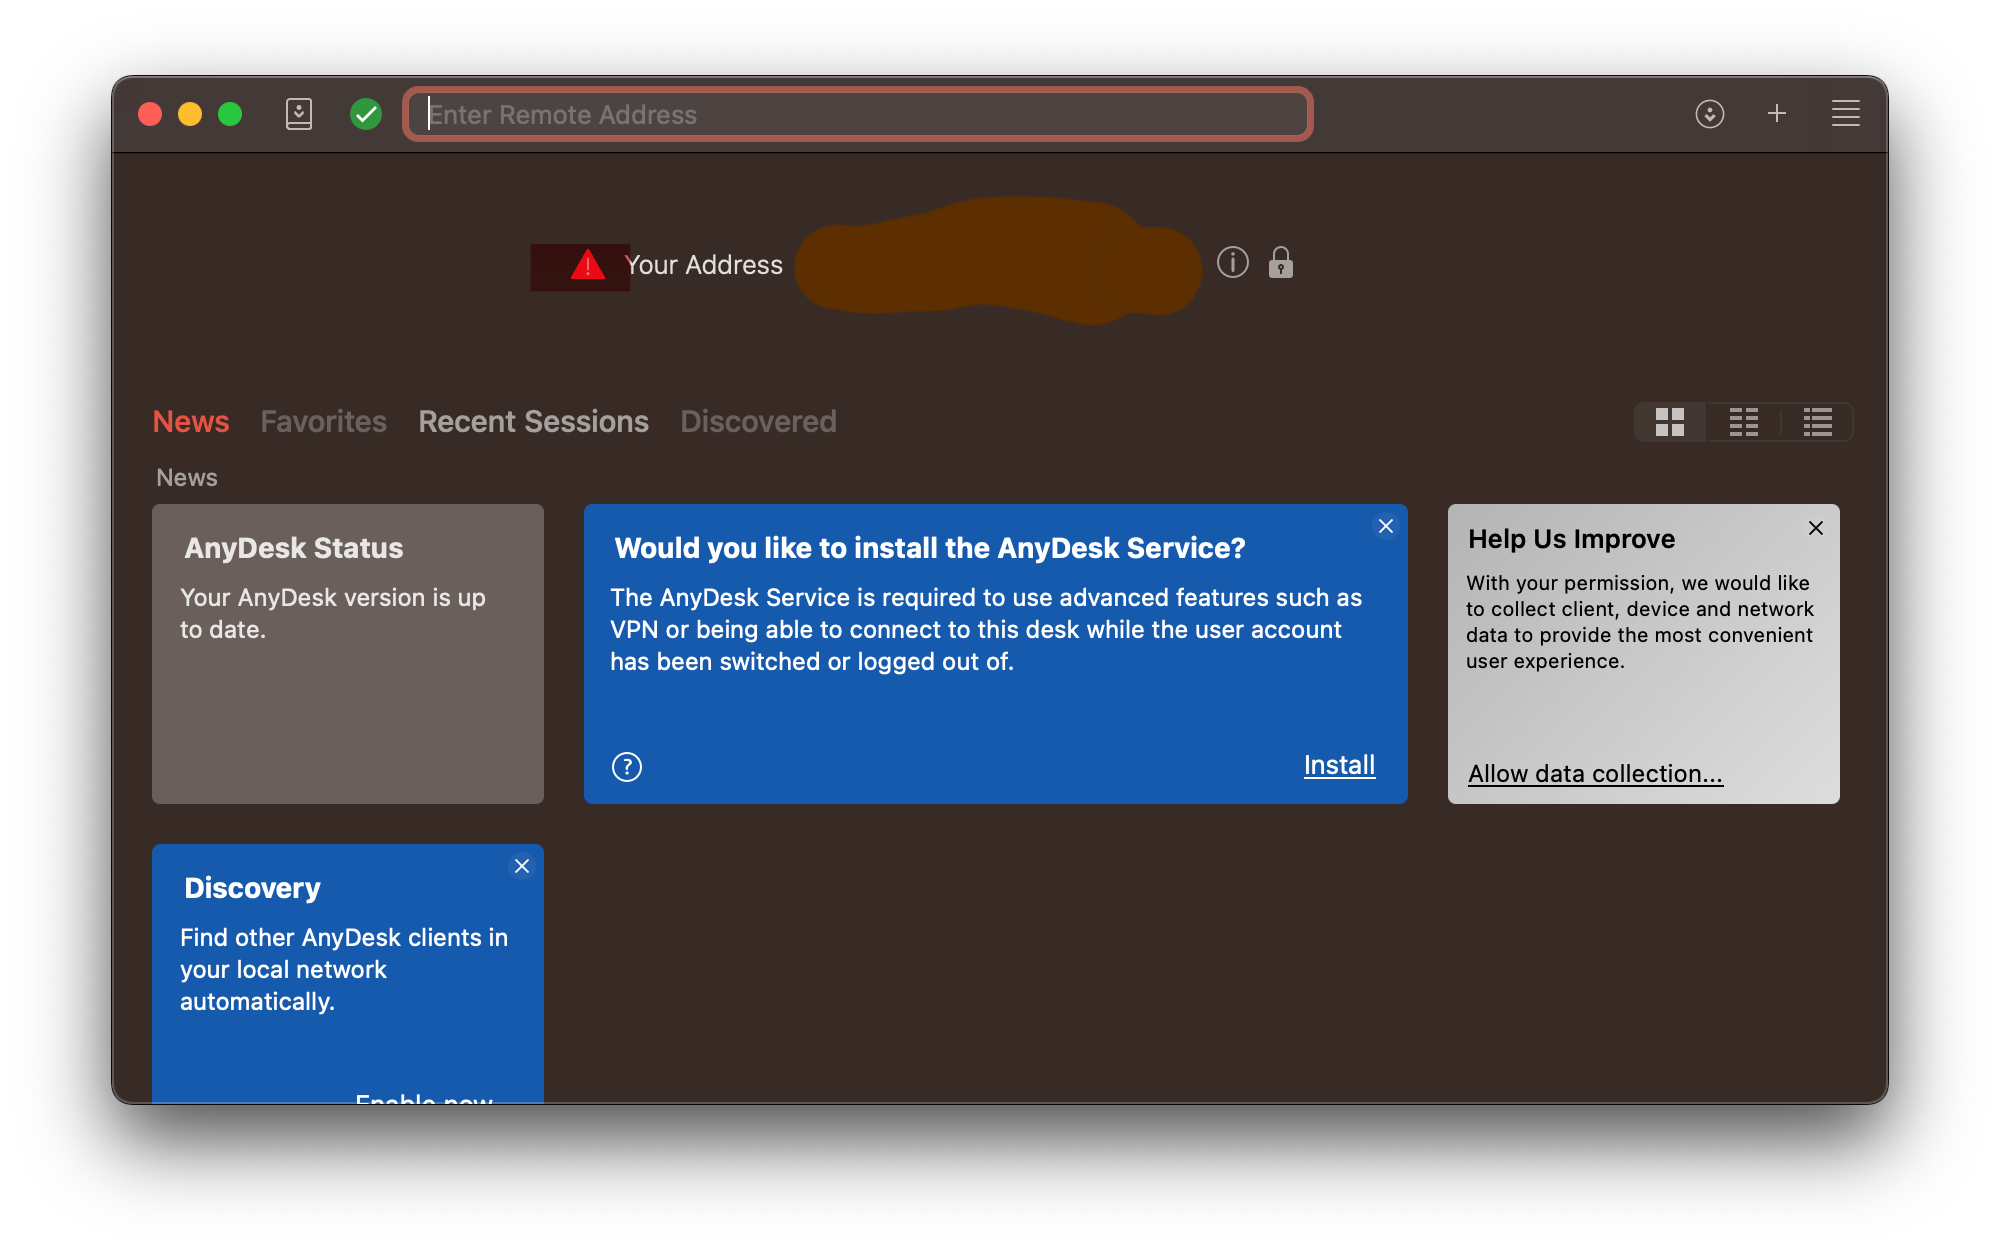 Enter Remote Address
Your Address
News Favorites Recent Sessions Discovered
News
AnyDesk Status
Your AnyDesk version is up
to date.
Would you like to install the AnyDesk Service?
The AnyDesk Service is required to use advanced features such as
VPN or being able to connect to this desk while the user account
has been switched or logged out of.
Install
Help Us Improve
With your permission, we would like
to collect client, device and network
data to provide the most convenient
user experience.
Allow data collection...
Discovery
Find other AnyDesk clients in
your local network
automatically.
Enable now